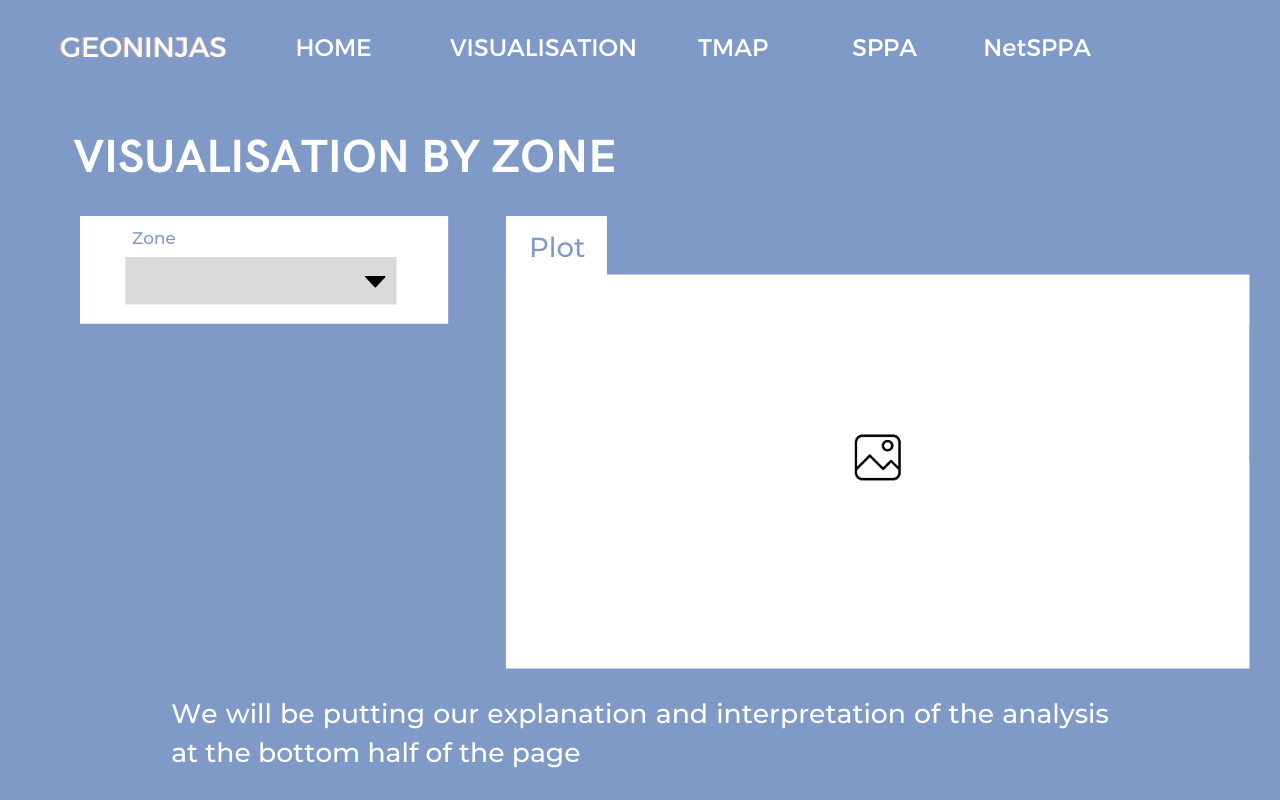 GEONINJAS HOME VISUALISATION TMAP SPPA NetSPPA
VISUALISATION BY ZONE
Zone
Plot
We will be putting our explanation and interpretation of the analysis
at the bottom half of the page